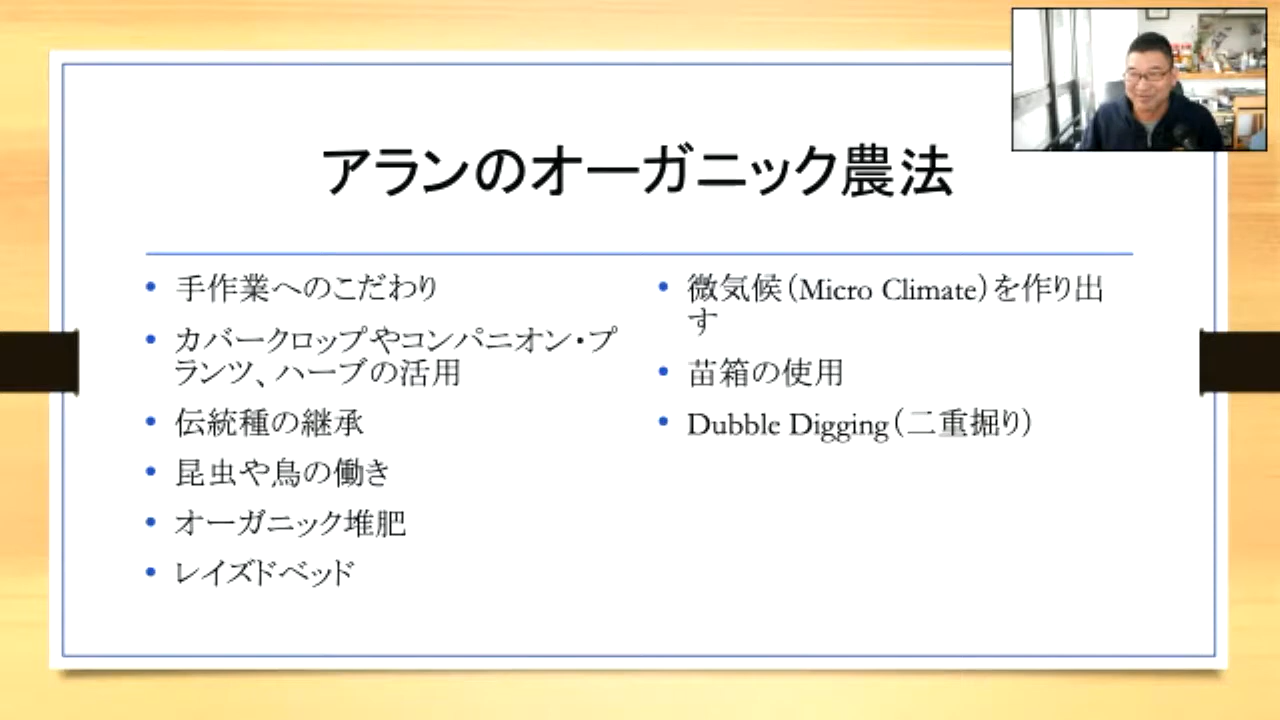 アランのオーガニック農法
• 手作業へのこだわり
• カバークロップやコンパニオン・プ
ランツ、ハーブの活用
• 伝統種の継承
• 昆虫や鳥の働き
• オーガニック堆肥
• レイズドベッド
• 微気候（Micro Climate）を作り出
す
• 苗箱の使用
• Dubble Digging（二重掘り）